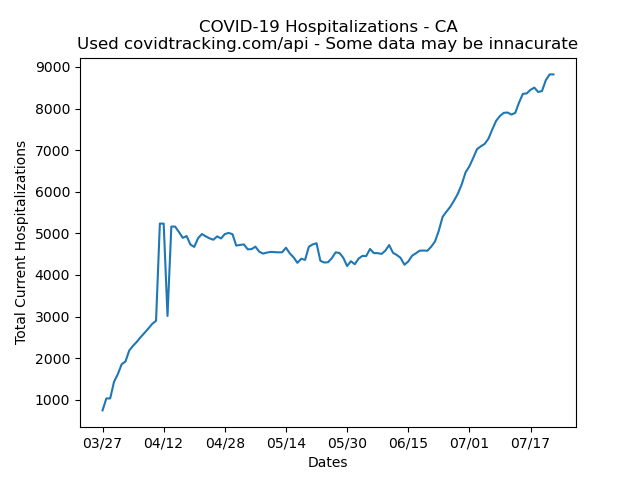 COVID-19 Hospitalizations - CA
Used covidtracking.com/api - Some data may be innacurate
9000
8000
7000
6000
5000
4000
3000
2000
1000
Total Current Hospitalizations
03/27 04/12 04/28 05/14 05/30 06/15 07/01 07/17
Dates